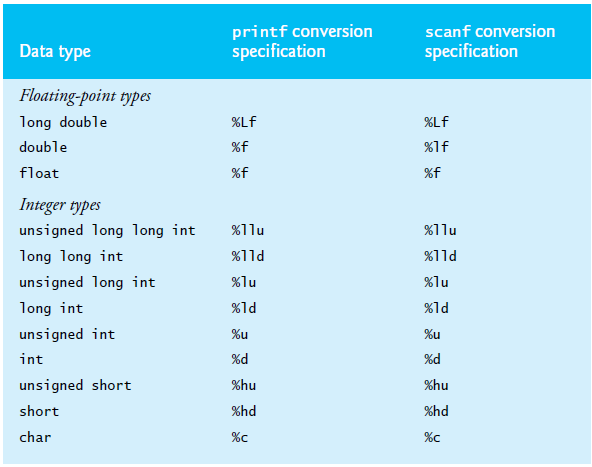 Data type printf conversion specification scanf conversion specification
Floating-point types
long double %Lf %Lf
double %f %lf
float %f %f
Integer types
unsigned long long int %llu %llu
long long int %lld %lld
unsigned long int %lu %lu
long int %ld %ld
unsigned int %u %u
int %d %d
unsigned short %hu %hu
short %hd %hd
char %c %c